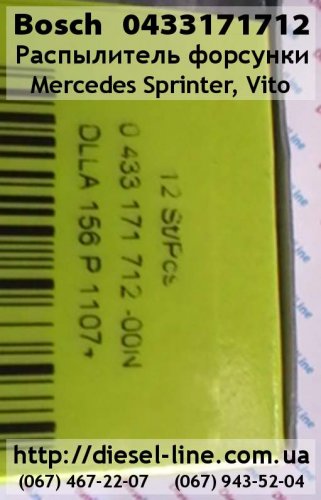 Bosch 0433171712
Распылитель форсунки
Mercedes Sprinter, Vito
12 St/Pcs
0 433 171 712 -00N
DLLA 156 P 1107+
http://diesel-line.com.ua
(067) 467-22-07 (067) 943-52-04